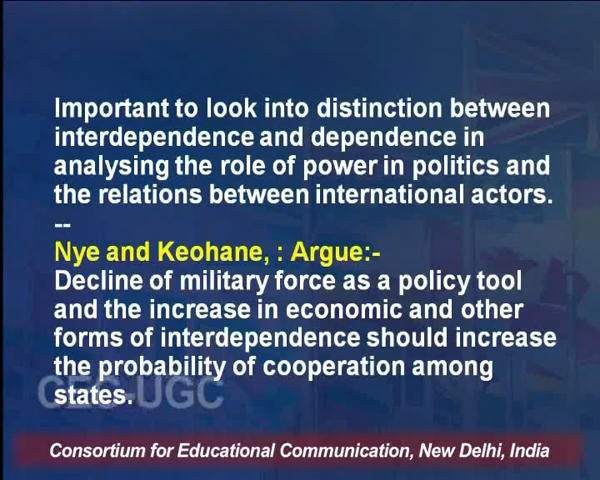 Important to look into distinction between
interdependence and dependence in
analysing the role of power in politics and
the relations between international actors.
--
Nye and Keohane, : Argue:-
Decline of military force as a policy tool
and the increase in economic and other
forms of interdependence should increase
the probability of cooperation among
states.
CEC-UGC
Consortium for Educational Communication, New Delhi, India